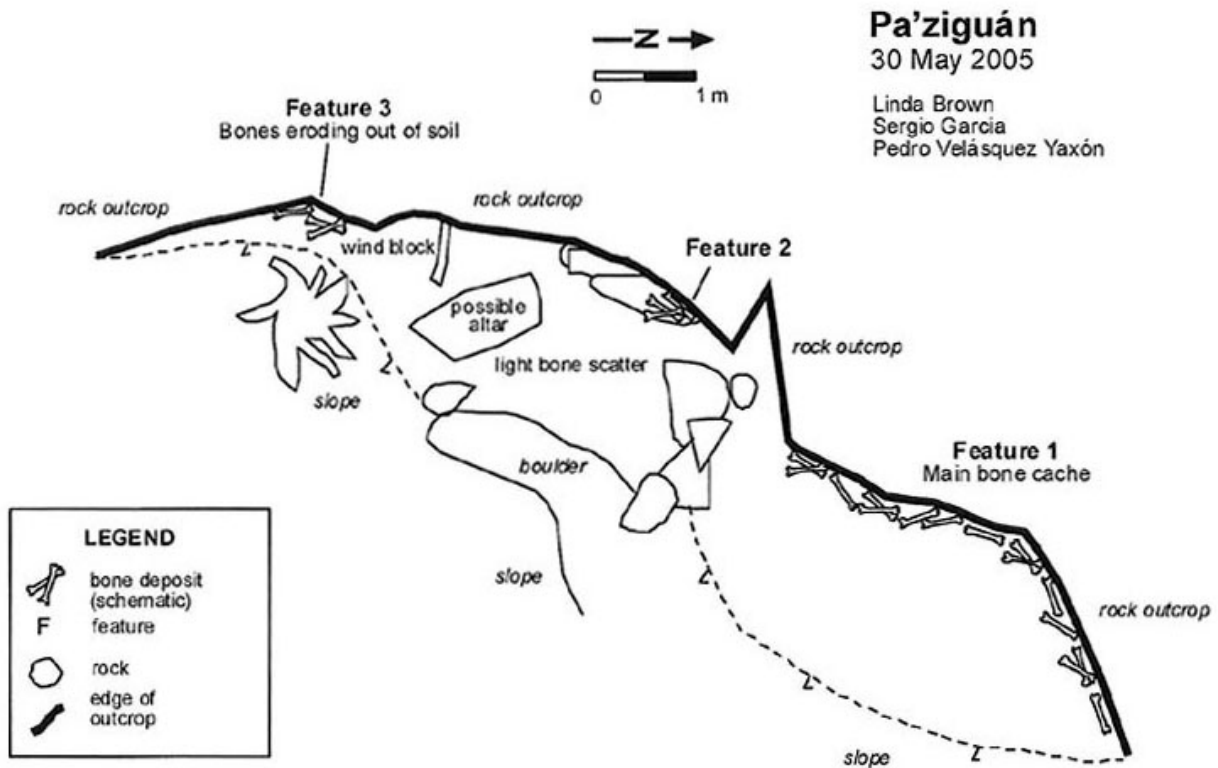 Pa'ziguán
30 May 2005
Linda Brown
Sergio Garcia
Pedro Velásquez Yaxón
N
0 1 m
Feature 3
Bones eroding out of soil
rock outcrop
rock outcrop
wind block
Feature 2
possible
altar
rock outcrop
light bone scatter
slope
Feature 1
Main bone cache
boulder
slope
rock outcrop
slope
LEGEND
bone deposit
(schematic)
F feature
rock
edge of
outcrop